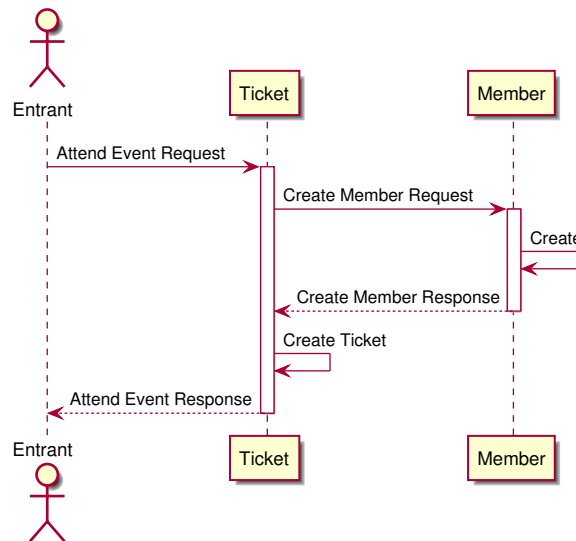 Entrant
Ticket
Member
Attend Event Request
Create Member Request
Create
Create Member Response
Create Ticket
Attend Event Response
Entrant
Ticket
Member